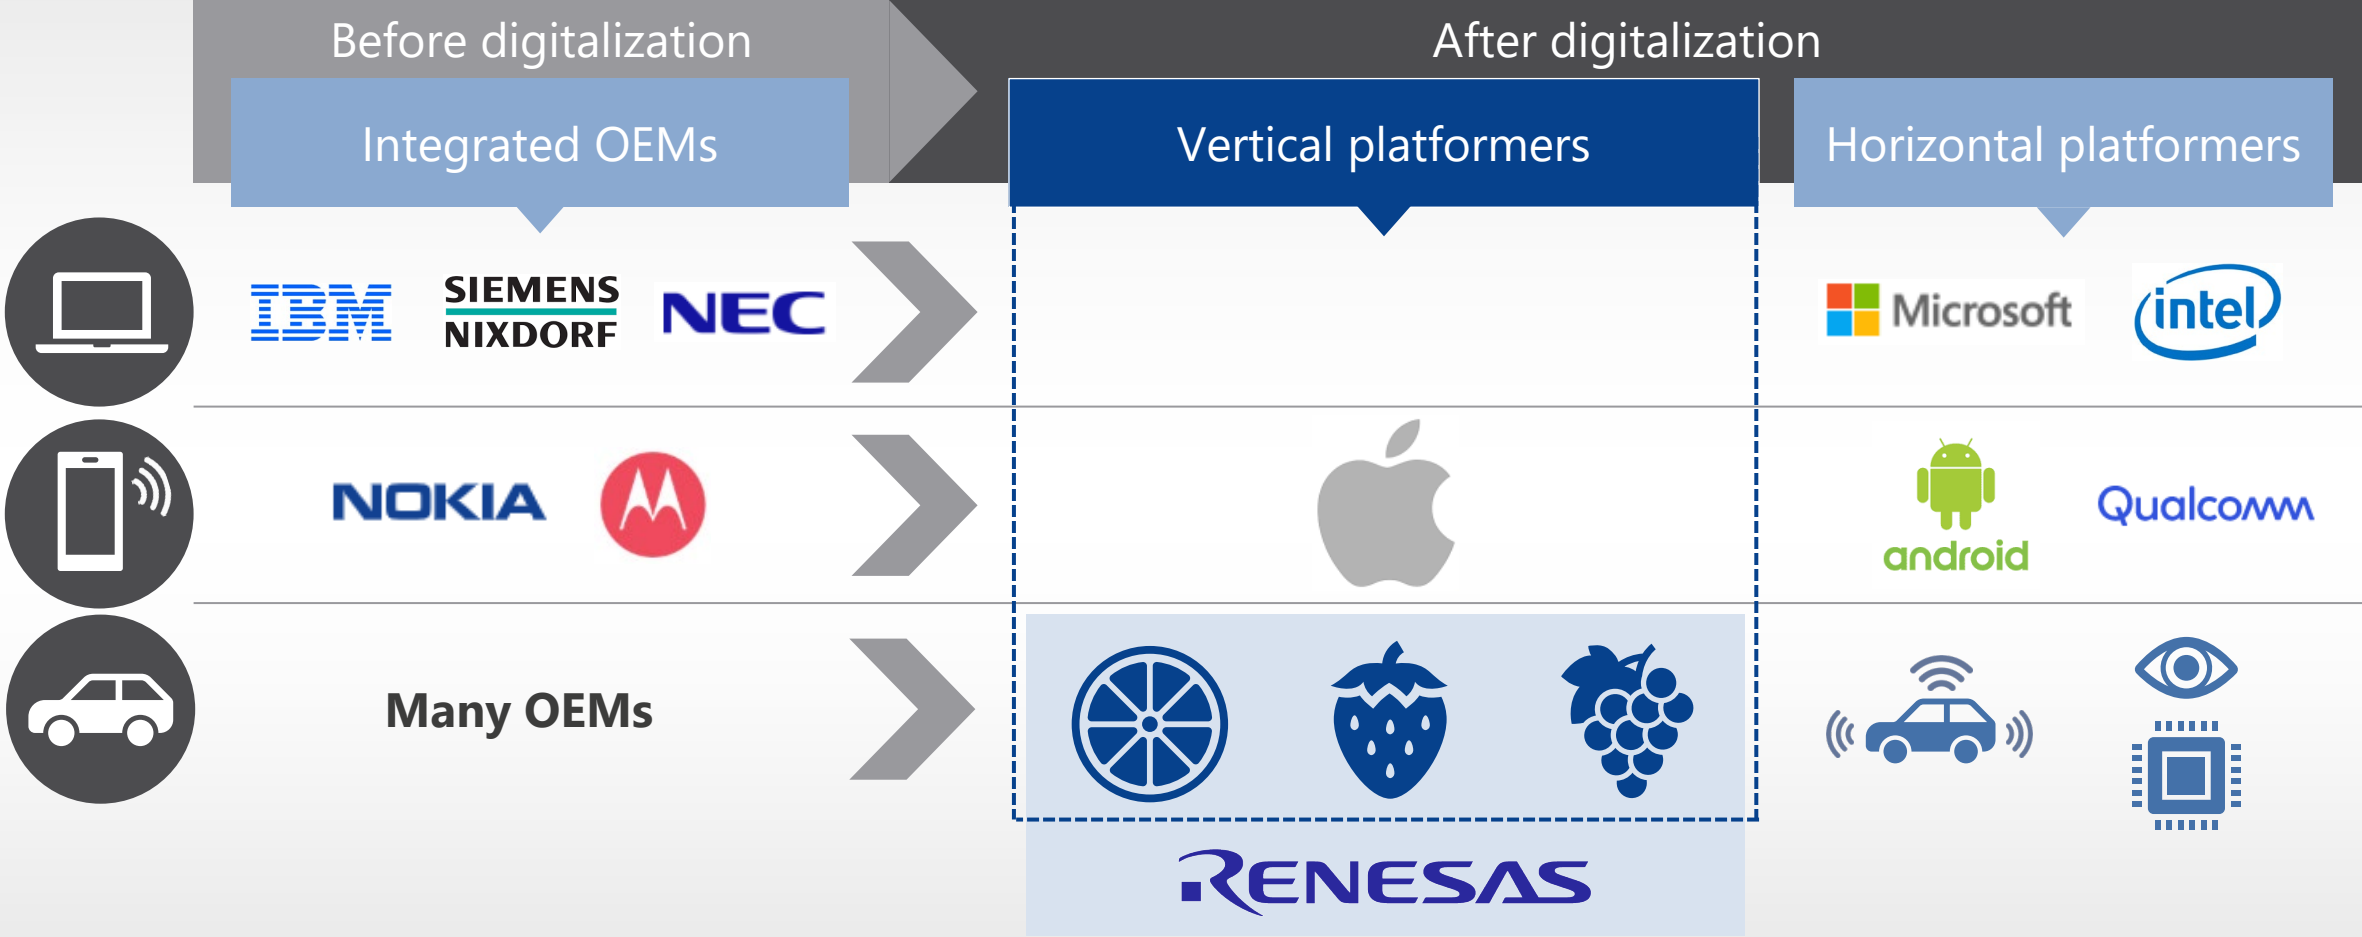 Before digitalization
After digitalization
Integrated OEMs
Vertical platformers
Horizontal platformers
IBM
SIEMENS
NIXDORF
NEC
Microsoft
intel
NOKIA
android
Qualcomm
Many OEMs
RENESAS